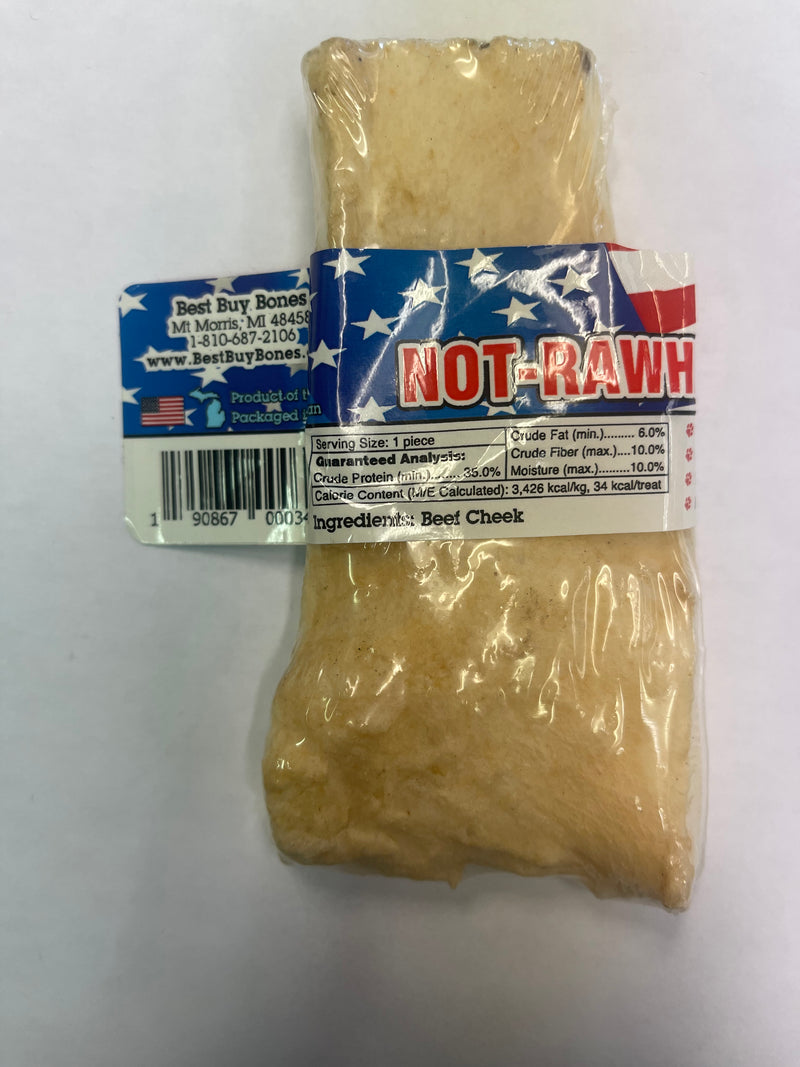 Best Buy Bones
Mt Morris, MI 48458
1-810-687-2106
www.BestBuyBones.
Product of
Packaged
1 90867 0003
NOT-RAWH
Serving Size: 1 piece
Guaranteed Analysis:
Crude Protein (min.)....... 35.0%
Crude Fat (min.)......... 6.0%
Crude Fiber (max.)....10.0%
Moisture (max.).........10.0%
Calorie Content (M/E Calculated): 3,426 kcal/kg, 34 kcal/treat
Ingredients: Beef Cheek